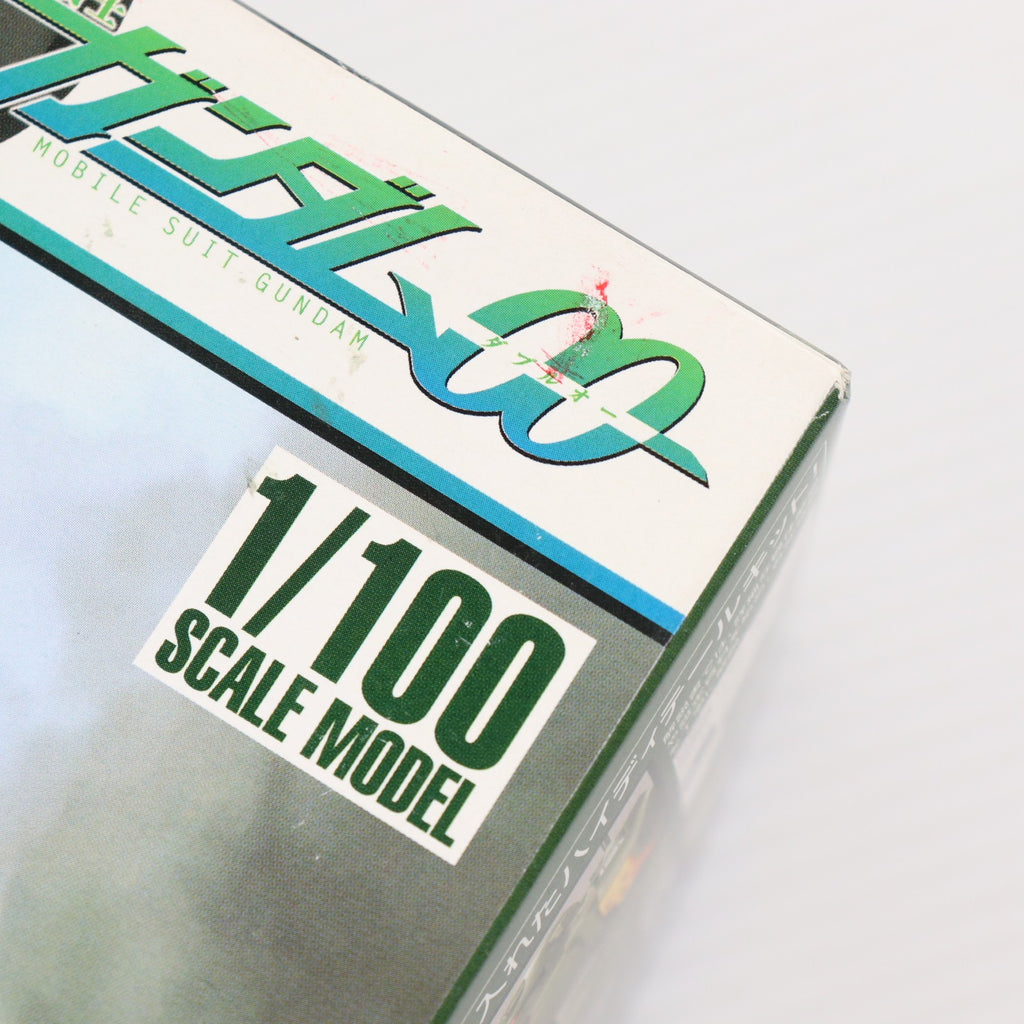 ガンダム00
MOBILE SUIT GUNDAM
ダブルオー
1/100
SCALE MODEL
入れたハイディテールキット!